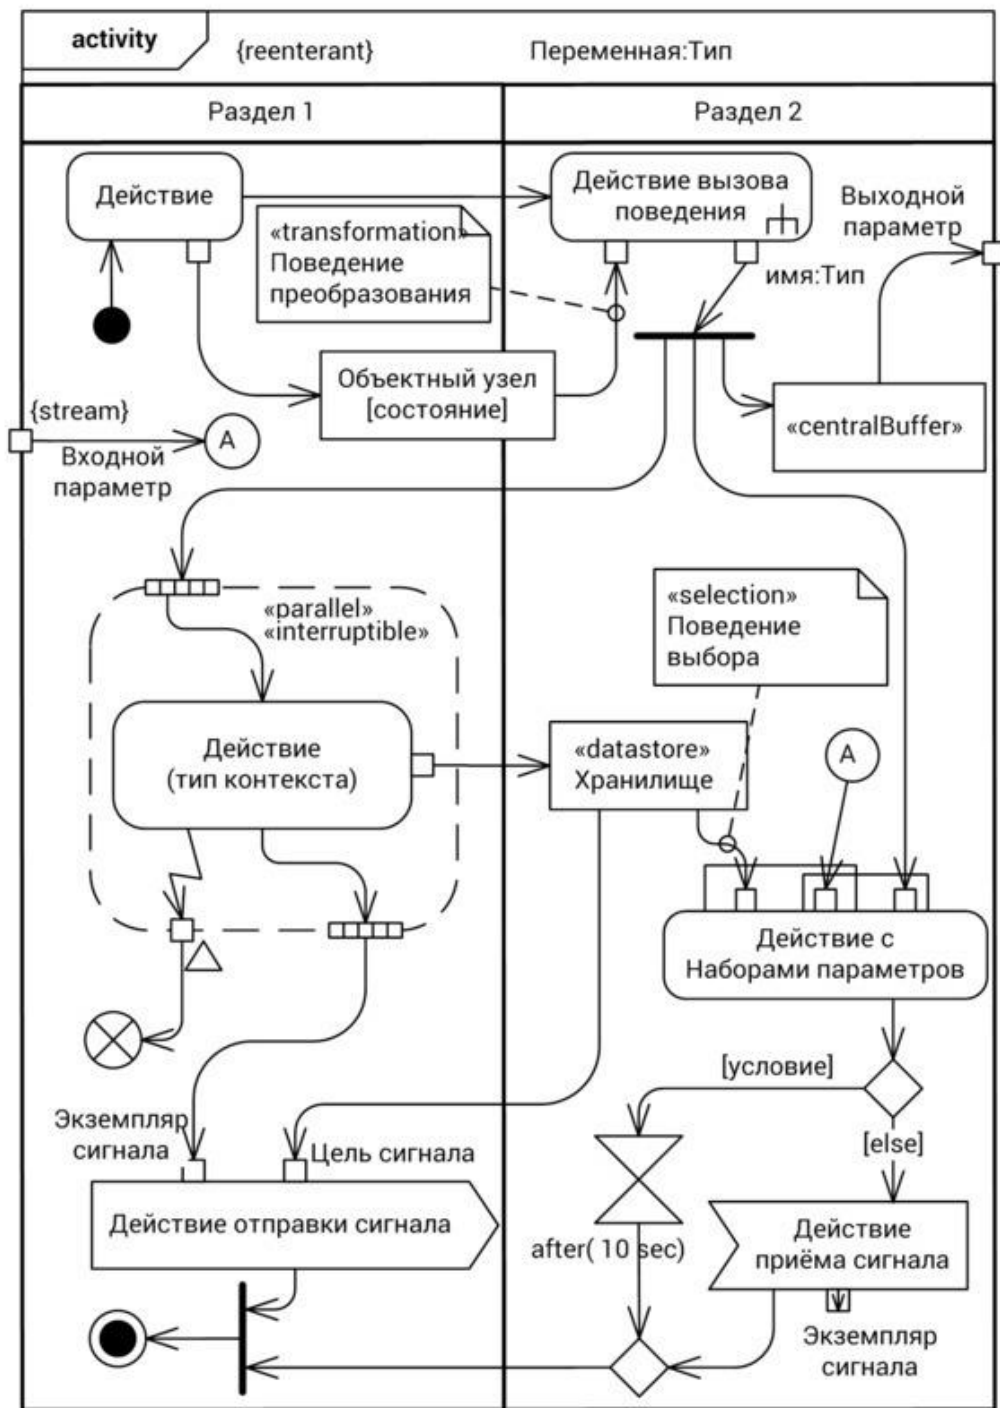 activity
{reenterant}
Переменная:Тип
Раздел 1
Раздел 2
Действие
Действие вызова
поведения
Выходной
параметр
«transformation»
Поведение
преобразования
имя:Тип
Объектный узел
[состояние]
{stream}
A
Входной
параметр
«centralBuffer»
«parallel»
«interruptible»
«selection»
Поведение
выбора
Действие
(тип контекста)
«datastore»
Хранилище
A
Действие с
Наборами параметров
[условие]
Экземпляр
сигнала
Цель сигнала
[else]
Действие отправки сигнала
after( 10 sec)
Действие
приёма сигнала
Экземпляр
сигнала